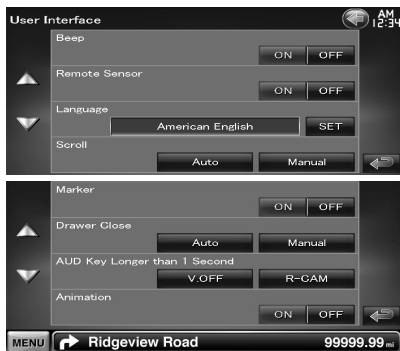 User Interface
AM
12:34
Beep
ON OFF
Remote Sensor
ON OFF
Language
American English SET
Scroll
Auto Manual
Marker
ON OFF
Drawer Close
Auto Manual
AUD Key Longer than 1 Second
V.OFF R-CAM
Animation
ON OFF
MENU Ridgeview Road 99999.99 mi